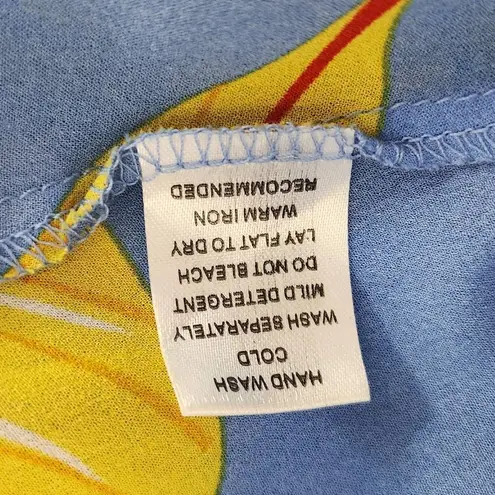 HAND WASH
COLD
WASH SEPARATELY
MILD DETERGENT
DO NOT BLEACH
LAY FLAT TO DRY
WARM IRON
RECOMMENDED